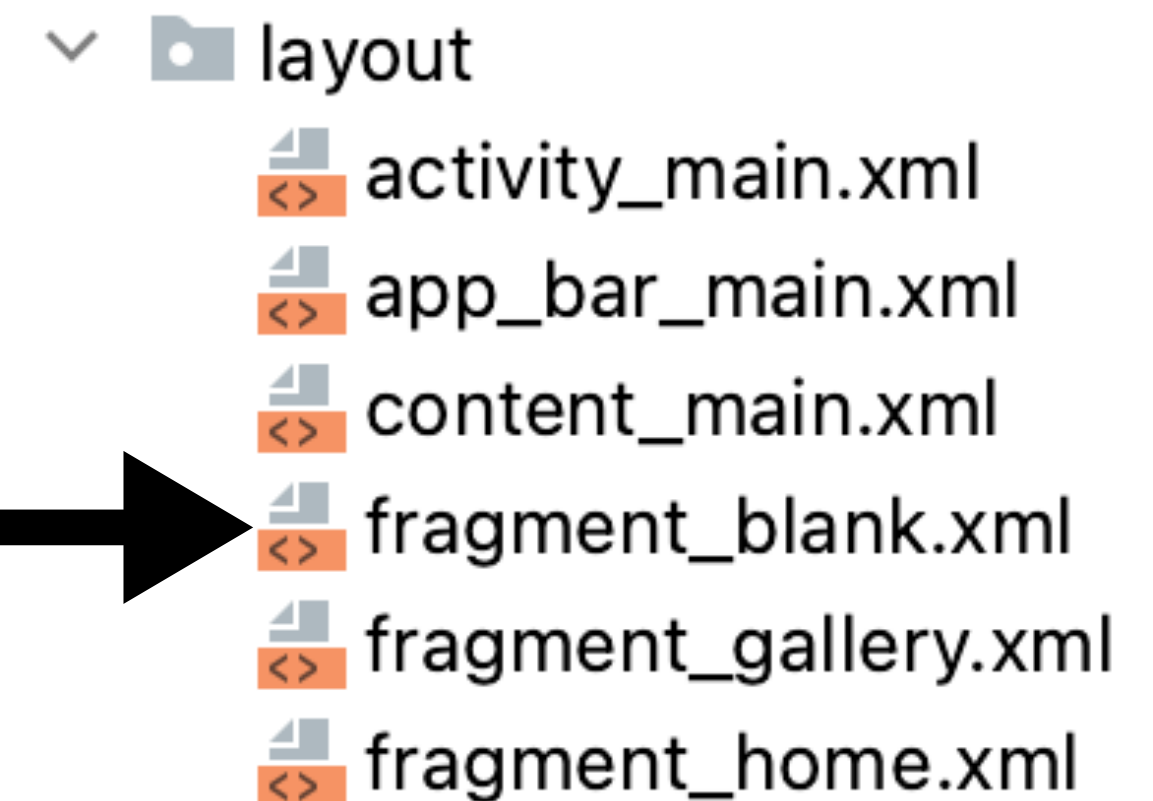 layout
activity_main.xml
app_bar_main.xml
content_main.xml
fragment_blank.xml
fragment_gallery.xml
fragment_home.xml